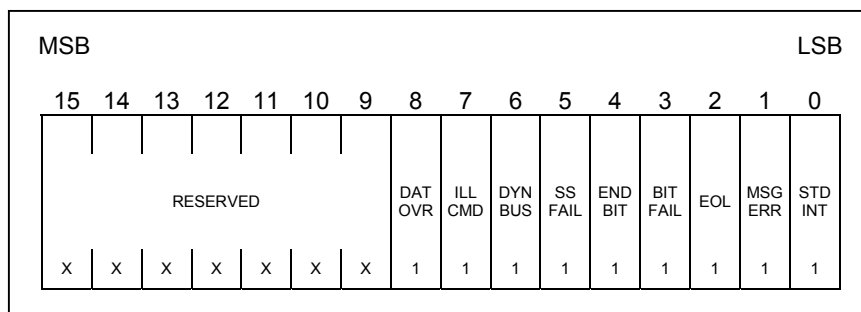 MSB LSB
15 14 13 12 11 10 9 8 7 6 5 4 3 2 1 0
RESERVED
DAT OVR
ILL CMD
DYN BUS
SS FAIL
END BIT
BIT FAIL
EOL
MSG ERR
STD INT
X X X X X X X 1 1 1 1 1 1 1 1 1